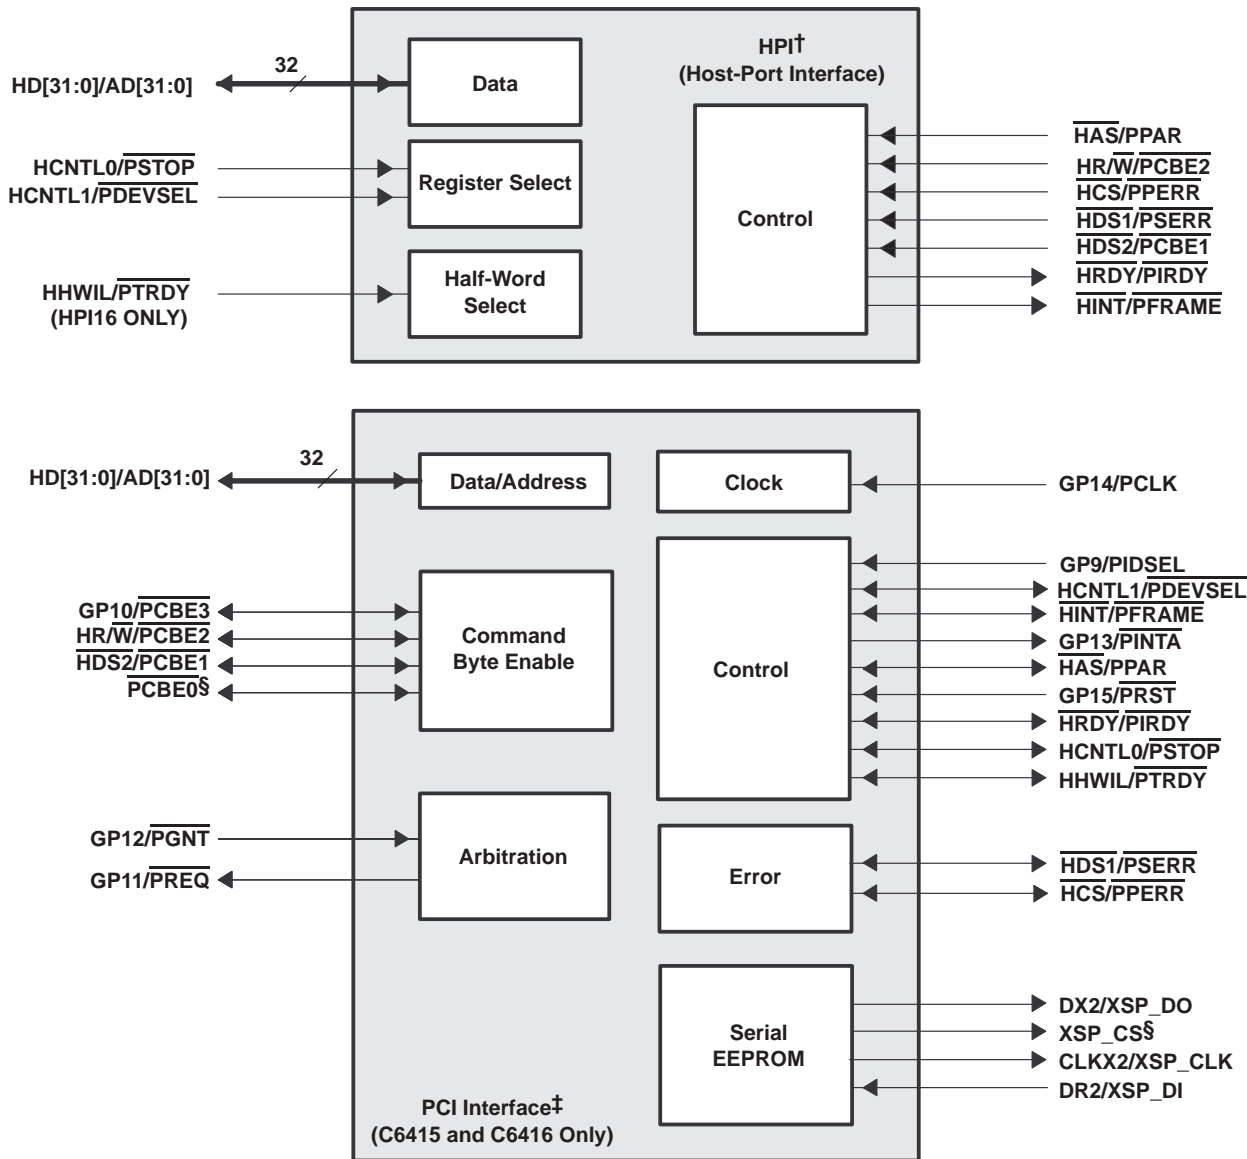 HPI†
(Host-Port Interface)
32
HD[31:0]/AD[31:0]
Data
HCNTL0/PSTOP
HCNTL1/PDEVSEL
Register Select
HHWIL/PTRDY
(HPI16 ONLY)
Half-Word
Select
Control
HAS/PPAR
HR/W/PCBE2
HCS/PPERR
HDS1/PSERR
HDS2/PCBE1
HRDY/PIRDY
HINT/PFRAME
32
HD[31:0]/AD[31:0]
Data/Address
Clock
GP14/PCLK
GP10/PCBE3
HR/W/PCBE2
HDS2/PCBE1
PCBE0§
Command
Byte Enable
Control
GP9/PIDSEL
HCNTL1/PDEVSEL
HINT/PFRAME
GP13/PINTA
HAS/PPAR
GP15/PRST
HRDY/PIRDY
HCNTL0/PSTOP
HHWIL/PTRDY
GP12/PGNT
GP11/PREQ
Arbitration
Error
HDS1/PSERR
HCS/PPERR
Serial
EEPROM
DX2/XSP_DO
XSP_CS§
CLKX2/XSP_CLK
DR2/XSP_DI
PCI Interface‡
(C6415 and C6416 Only)